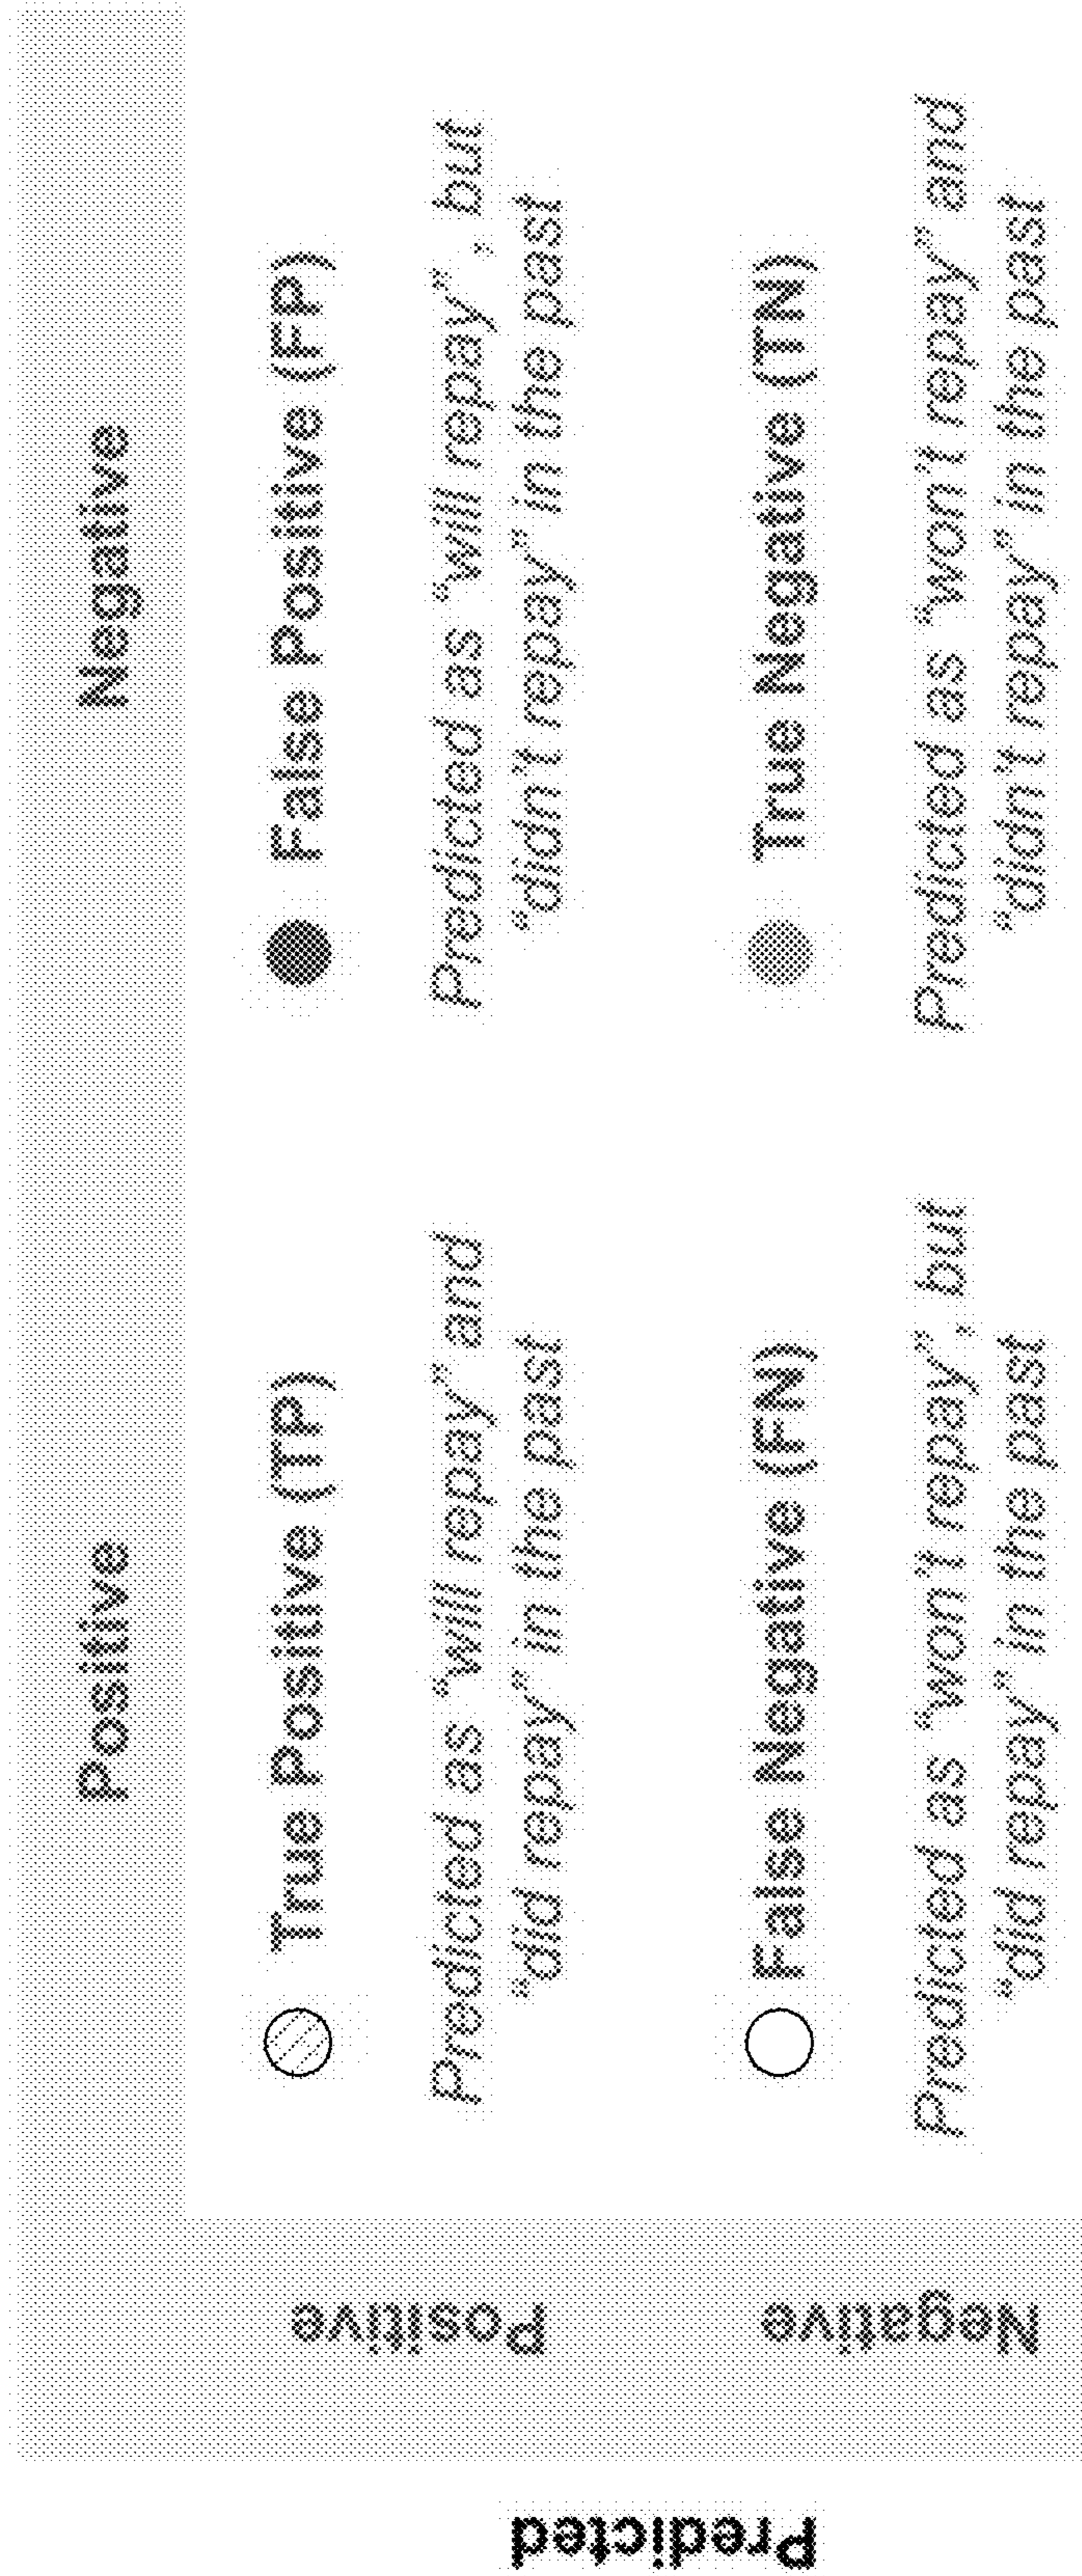 Positive
Negative
Predicted
Positive
True Positive (TP)
Predicted as “will repay” and
“did repay” in the past
False Positive (FP)
Predicted as “will repay”, but
“didn't repay” in the past
Negative
False Negative (FN)
Predicted as “won't repay”, but
“did repay” in the past
True Negative (TN)
Predicted as “won't repay” and
“didn't repay” in the past